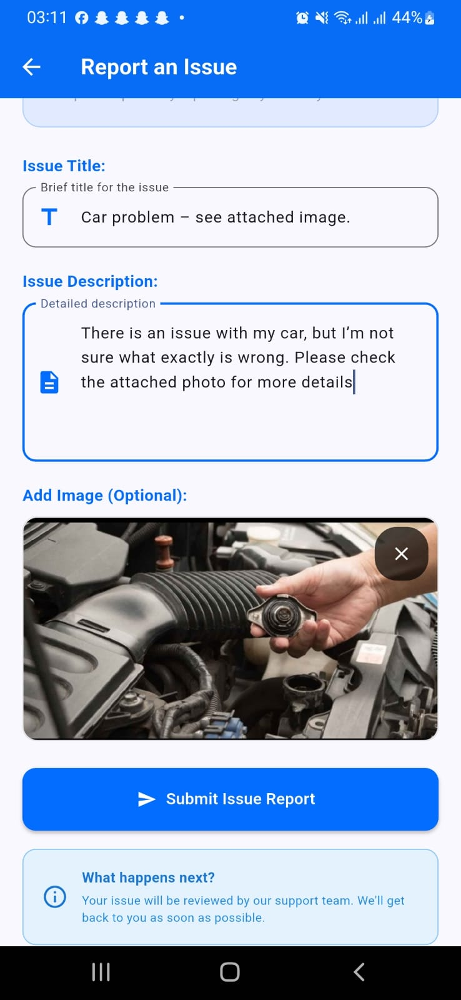 03:11
44%
Report an Issue
Issue Title:
Brief title for the issue
Car problem – see attached image.
Issue Description:
Detailed description
There is an issue with my car, but I’m not
sure what exactly is wrong. Please check
the attached photo for more details
Add Image (Optional):
Submit Issue Report
What happens next?
Your issue will be reviewed by our support team. We'll get
back to you as soon as possible.